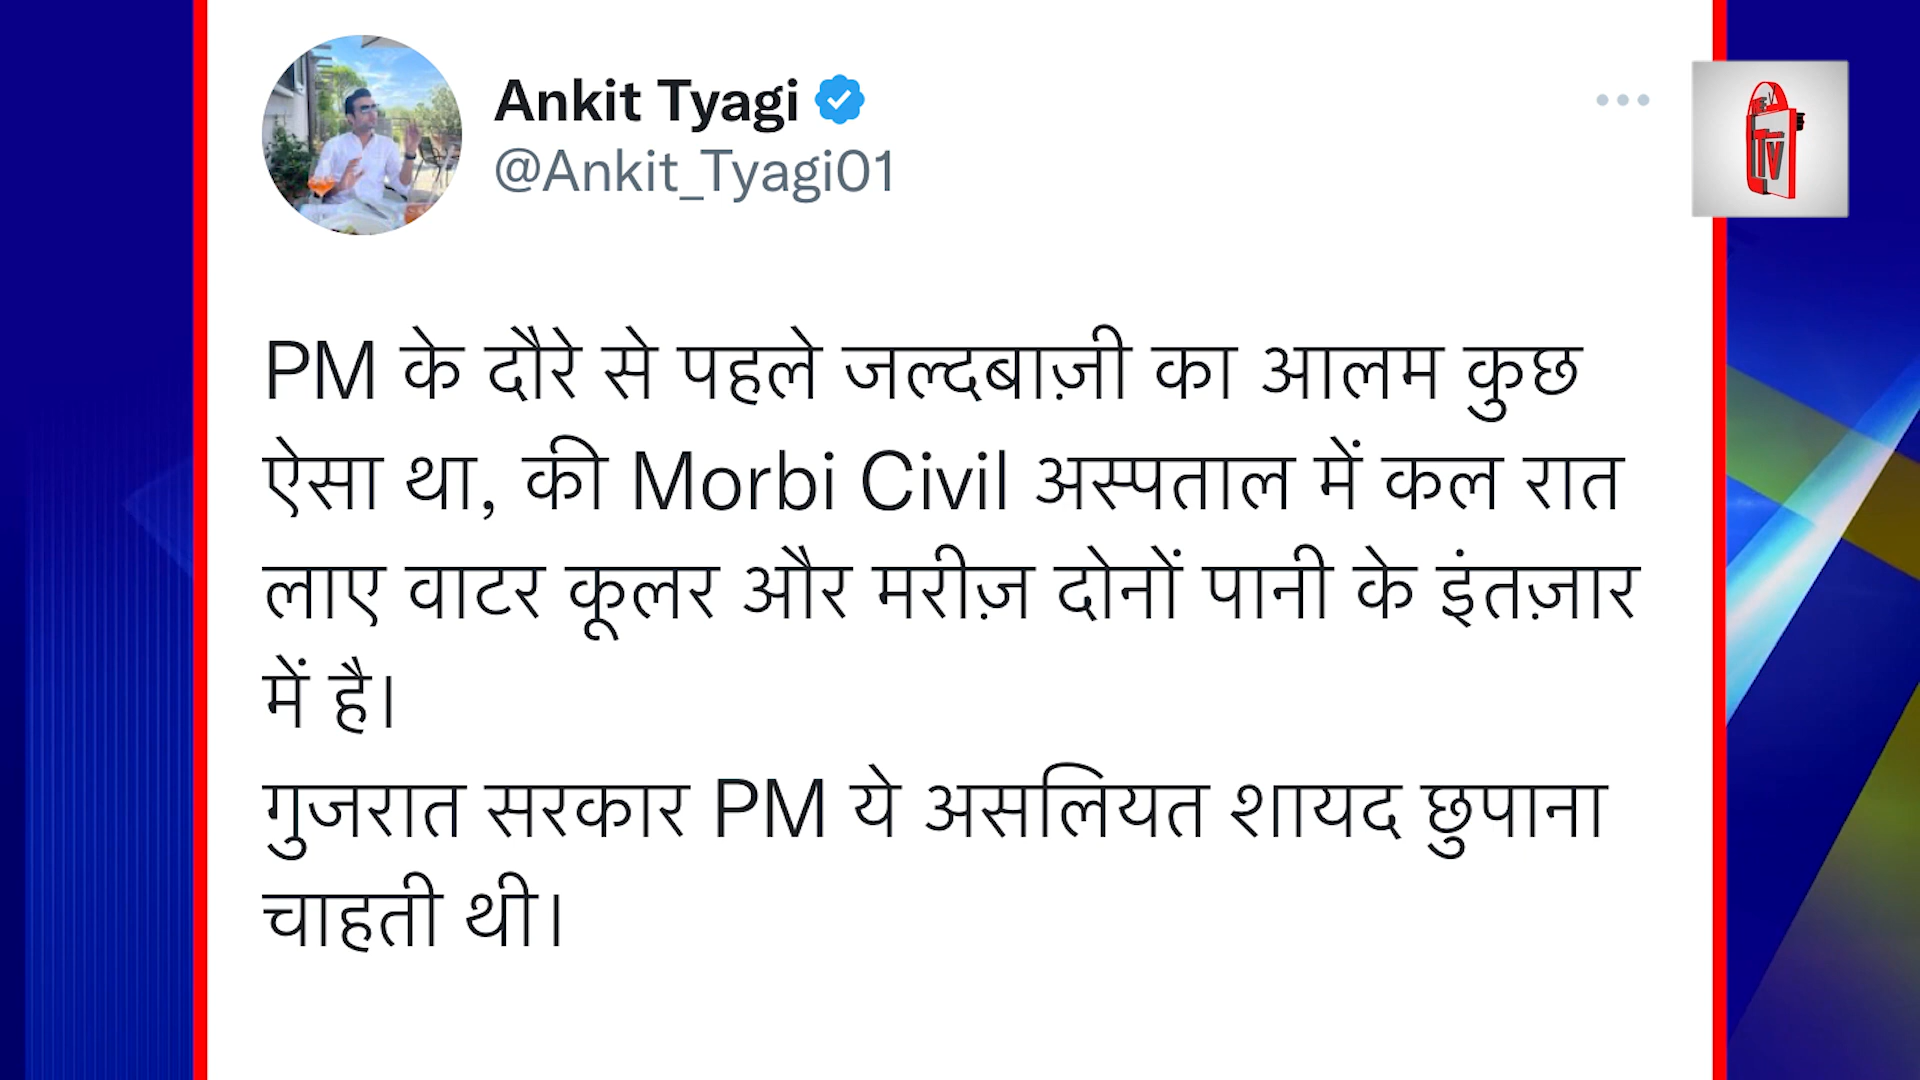 Ankit Tyagi
@Ankit_Tyagi01
PM के दौरे से पहले जल्दबाज़ी का आलम कुछ
ऐसा था, की Morbi Civil अस्पताल में कल रात
लाए वाटर कूलर और मरीज़ दोनों पानी के इंतज़ार
में है।
गुजरात सरकार PM ये असलियत शायद छुपाना
चाहती थी।
TV